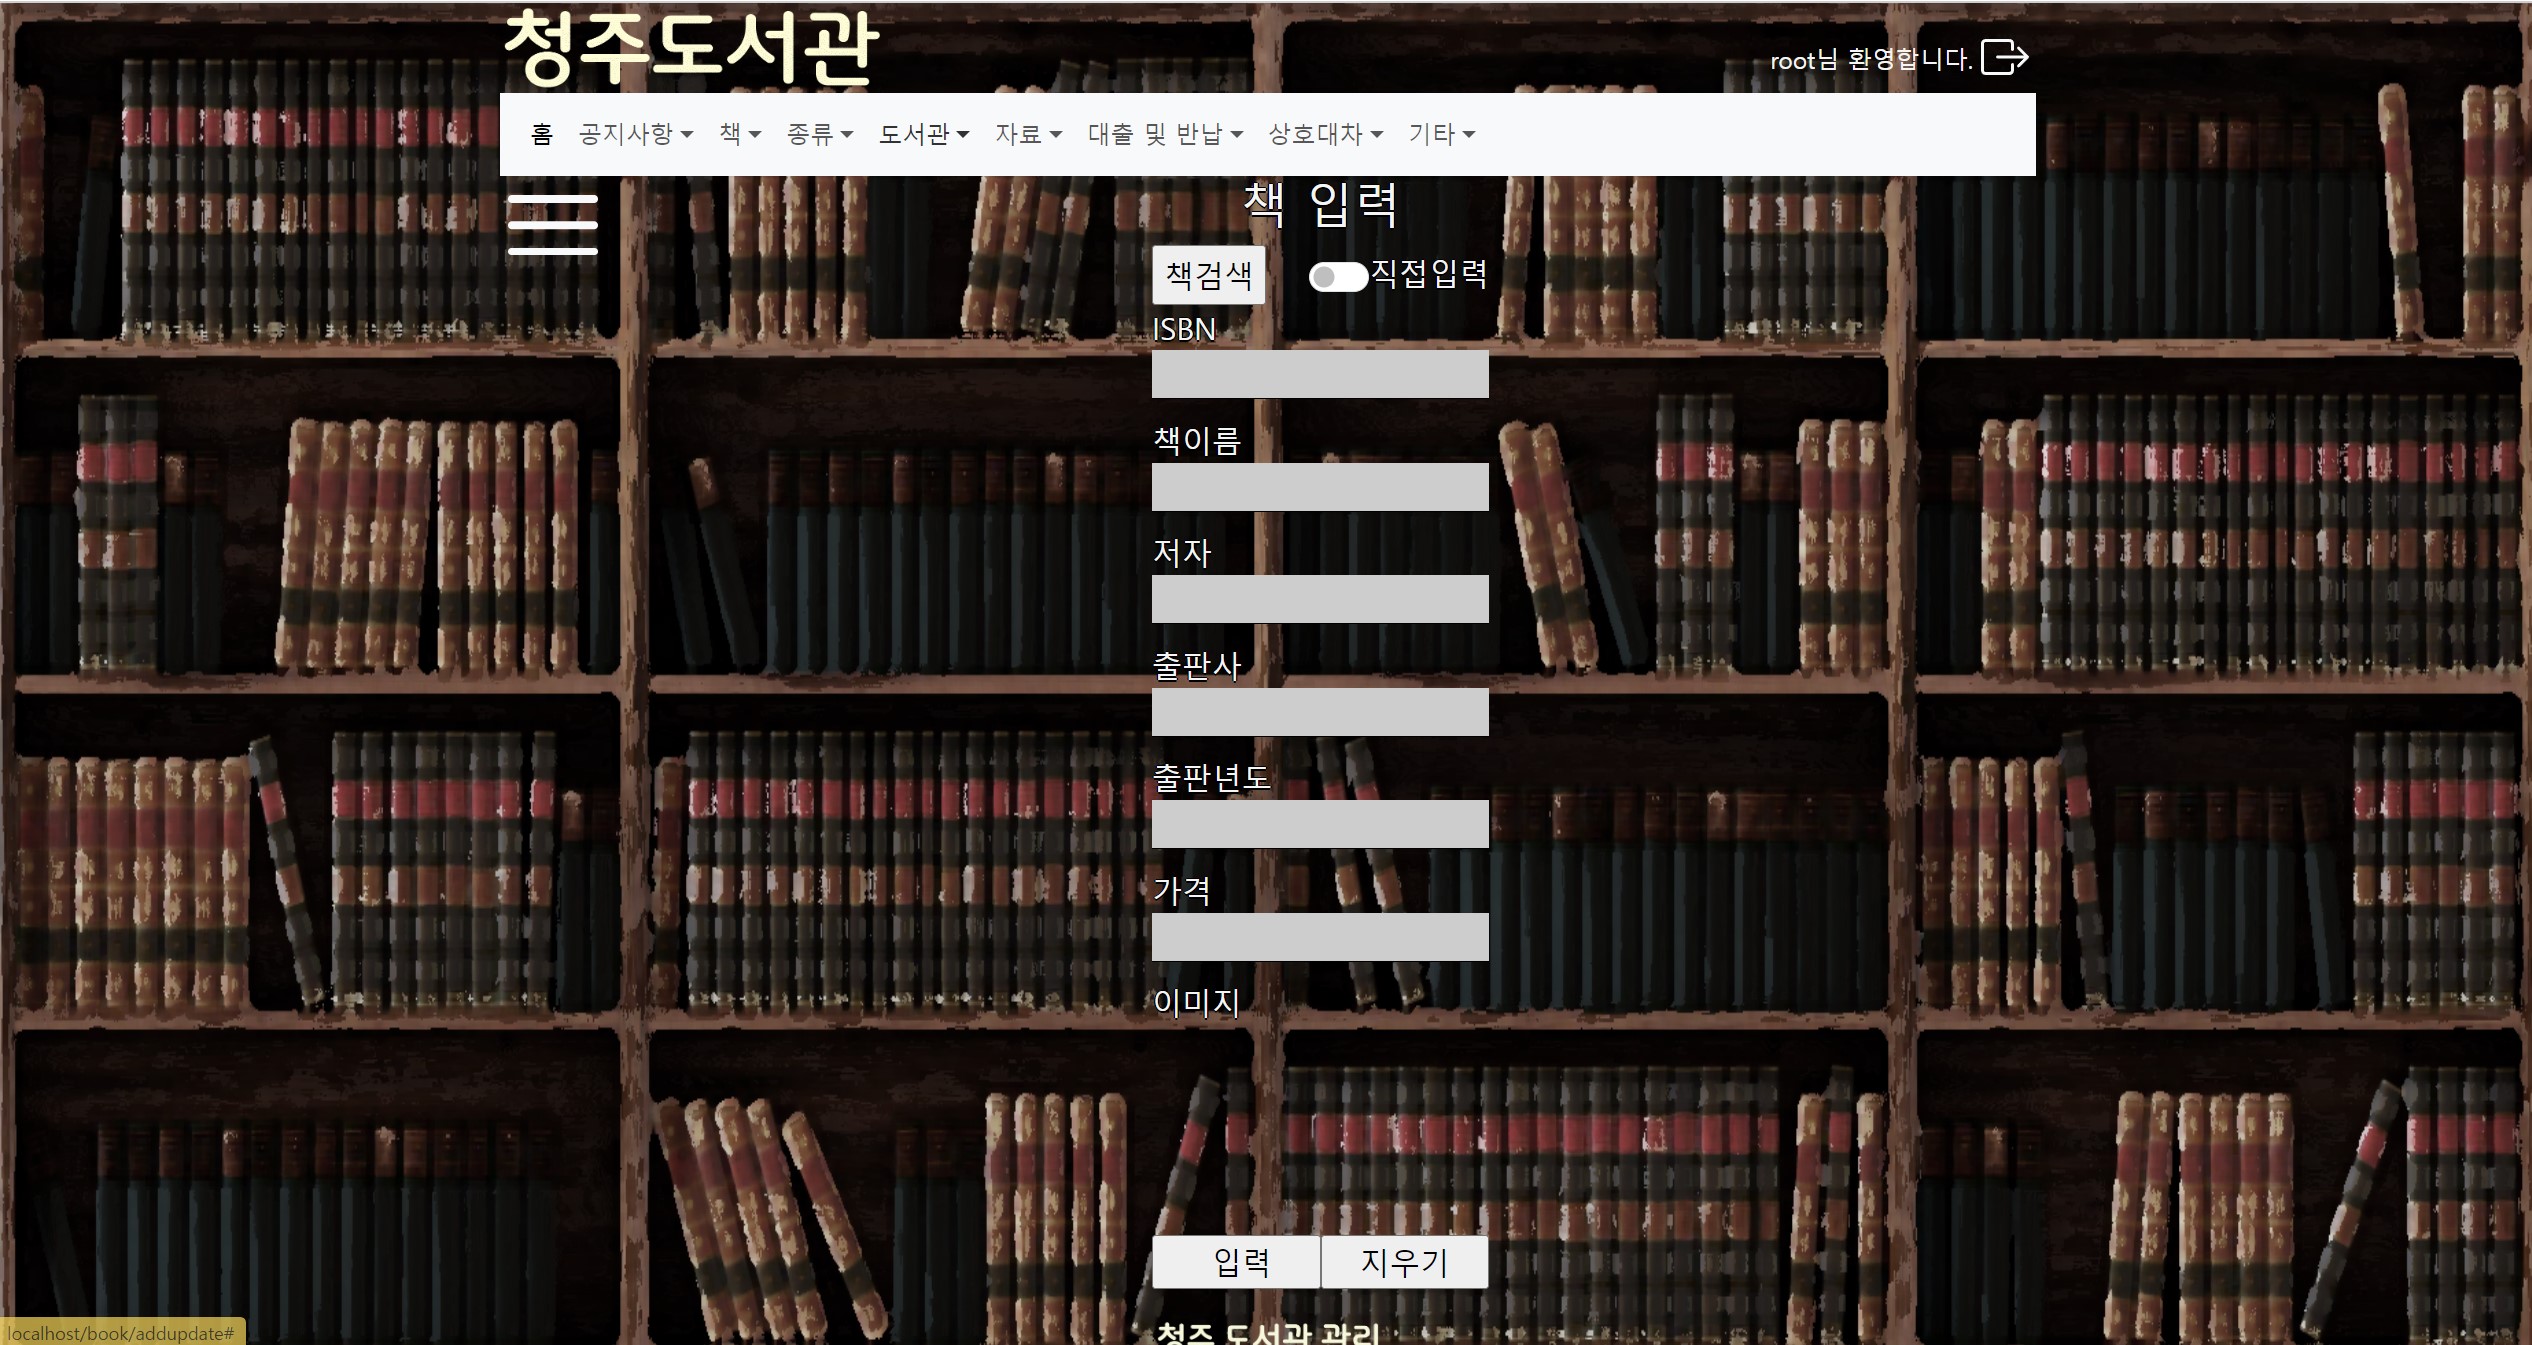 청주도서관
root님 환영합니다.
홈 공지사항 책 종류 도서관 자료 대출 및 반납 상호대차 기타
책 입력
책검색 직접입력
ISBN
책이름
저자
출판사
출판년도
가격
이미지
입력 지우기
localhost/book/addupdate#
청주 도서관 관리